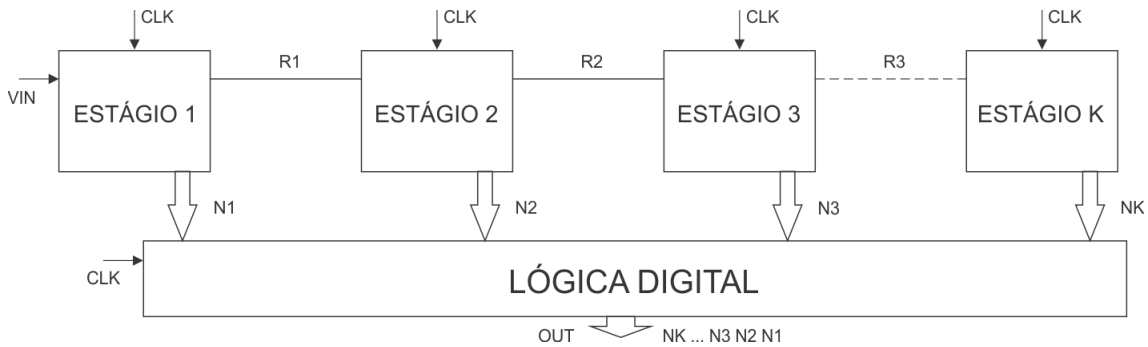 CLK
CLK
CLK
CLK
R1
R2
R3
VIN
ESTÁGIO 1
ESTÁGIO 2
ESTÁGIO 3
ESTÁGIO K
N1
N2
N3
NK
CLK
LÓGICA DIGITAL
OUT
NK ... N3 N2 N1